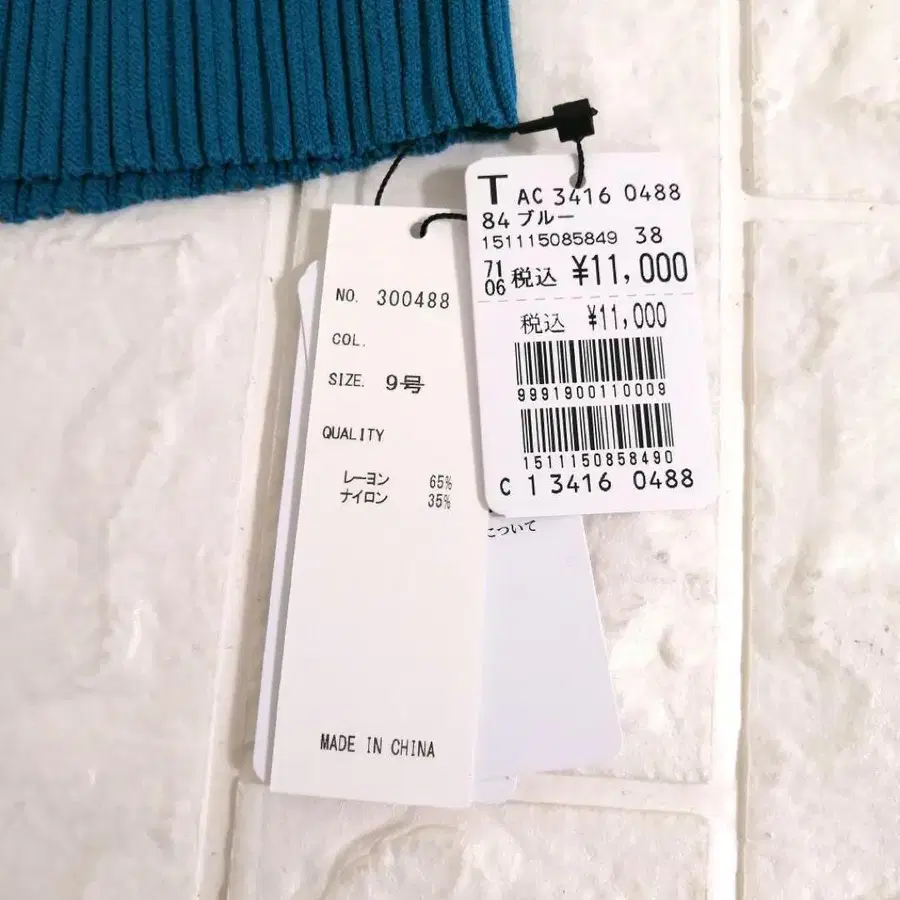 NO. 300488
COL.
SIZE. 9号
QUALITY
レーヨン 65%
ナイロン 35%
MADE IN CHINA
T AC 3416 0488
84 ブルー
151115085849 38
71
06 税込 ¥11,000
税込 ¥11,000
9991900110009
1511150858490
C 1 3416 0488
について